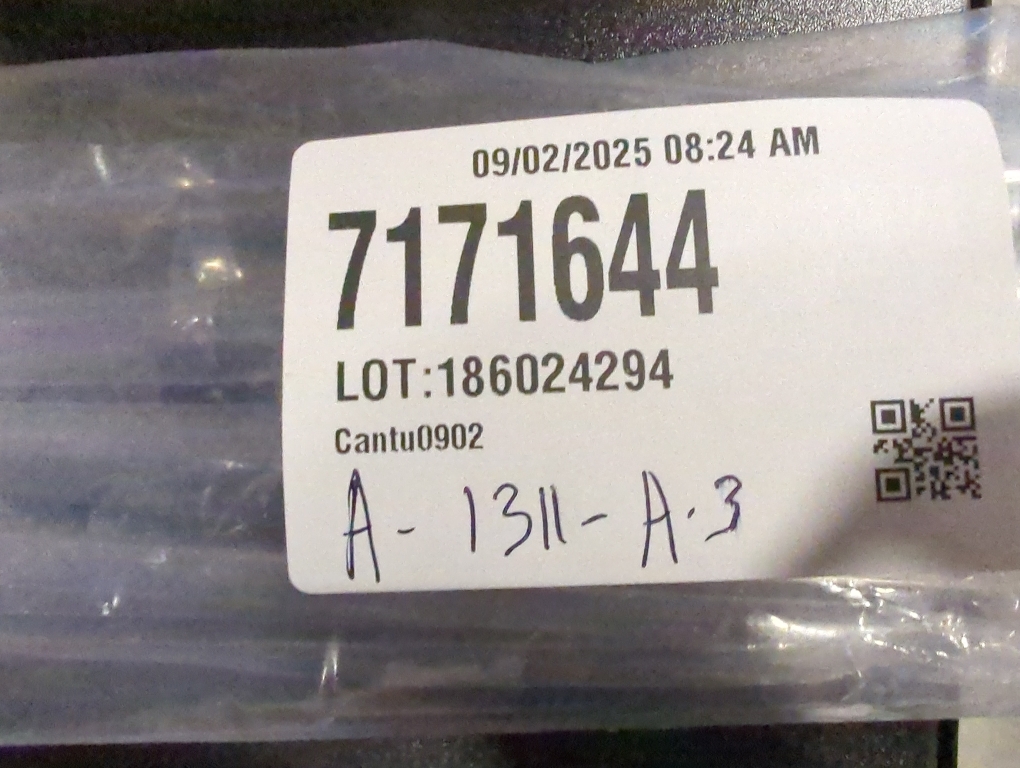 09/02/2025 08:24 AM
7171644
LOT:186024294
Cantu0902
A - 1311 - A.3